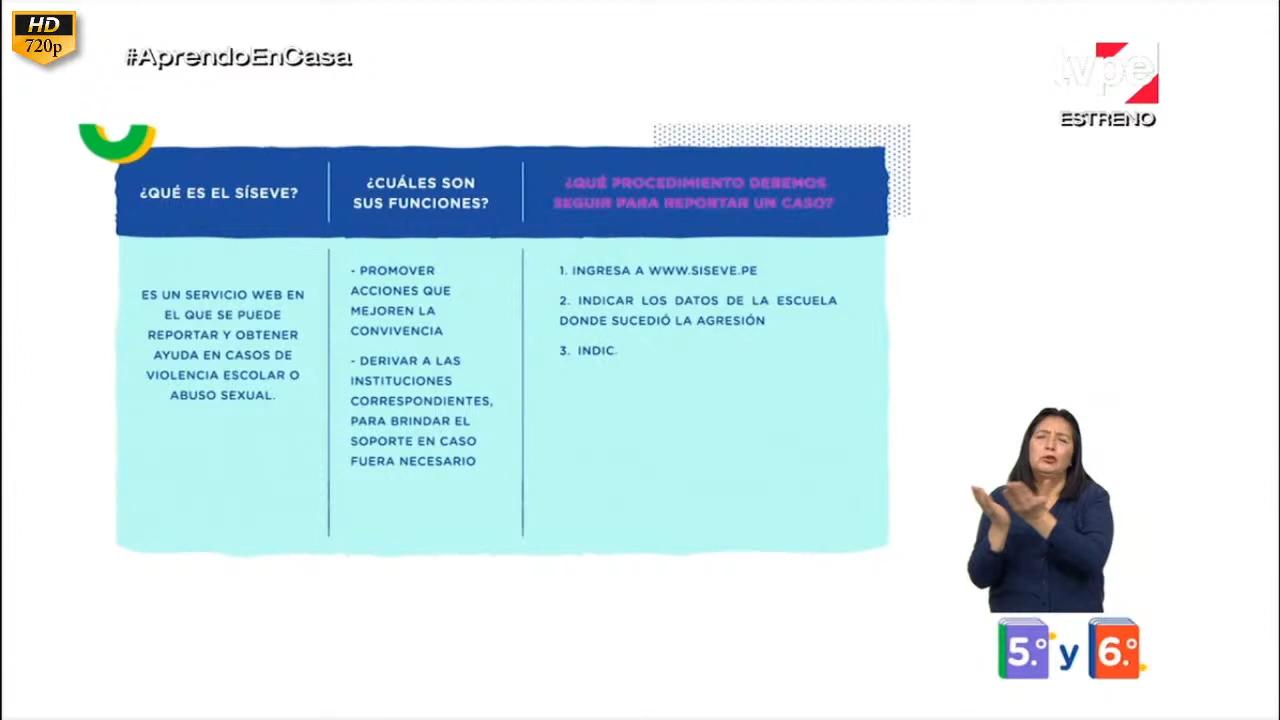 HD
720p
#AprendoEnCasa
tvpe
ESTRENO
¿QUÉ ES EL SÍSEVE?
¿CUÁLES SON
SUS FUNCIONES?
¿QUÉ PROCEDIMIENTO DEBEMOS
SEGUIR PARA REPORTAR UN CASO?
ES UN SERVICIO WEB EN
EL QUE SE PUEDE
REPORTAR Y OBTENER
AYUDA EN CASOS DE
VIOLENCIA ESCOLAR O
ABUSO SEXUAL.
- PROMOVER
ACCIONES QUE
MEJOREN LA
CONVIVENCIA
- DERIVAR A LAS
INSTITUCIONES
CORRESPONDIENTES,
PARA BRINDAR EL
SOPORTE EN CASO
FUERA NECESARIO
1. INGRESA A WWW.SISEVE.PE
2. INDICAR LOS DATOS DE LA ESCUELA
DONDE SUCEDIÓ LA AGRESIÓN
3. INDIC
5.° y 6.°